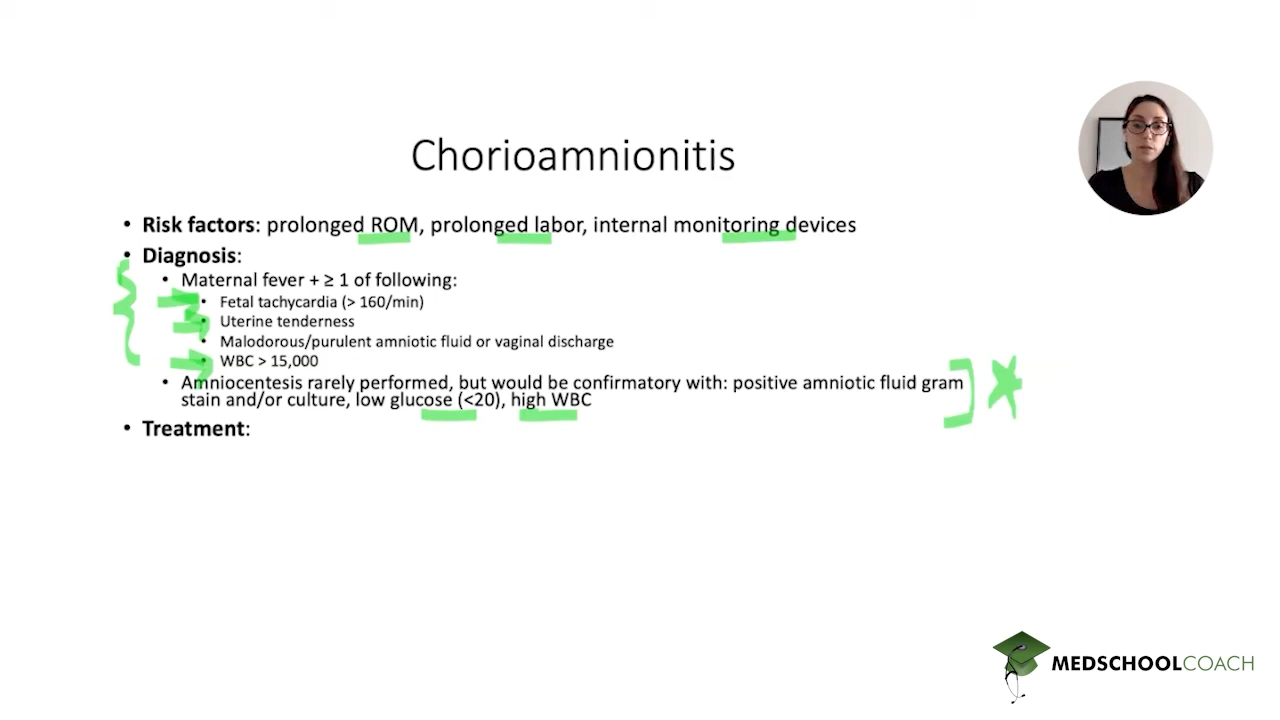 Chorioamnionitis
• Risk factors: prolonged ROM, prolonged labor, internal monitoring devices
• Diagnosis:
• Maternal fever + ≥ 1 of following:
• Fetal tachycardia (> 160/min)
• Uterine tenderness
• Malodorous/purulent amniotic fluid or vaginal discharge
• WBC > 15,000
• Amniocentesis rarely performed, but would be confirmatory with: positive amniotic fluid gram
stain and/or culture, low glucose (<20), high WBC
• Treatment:
MEDSCHOOLCOACH